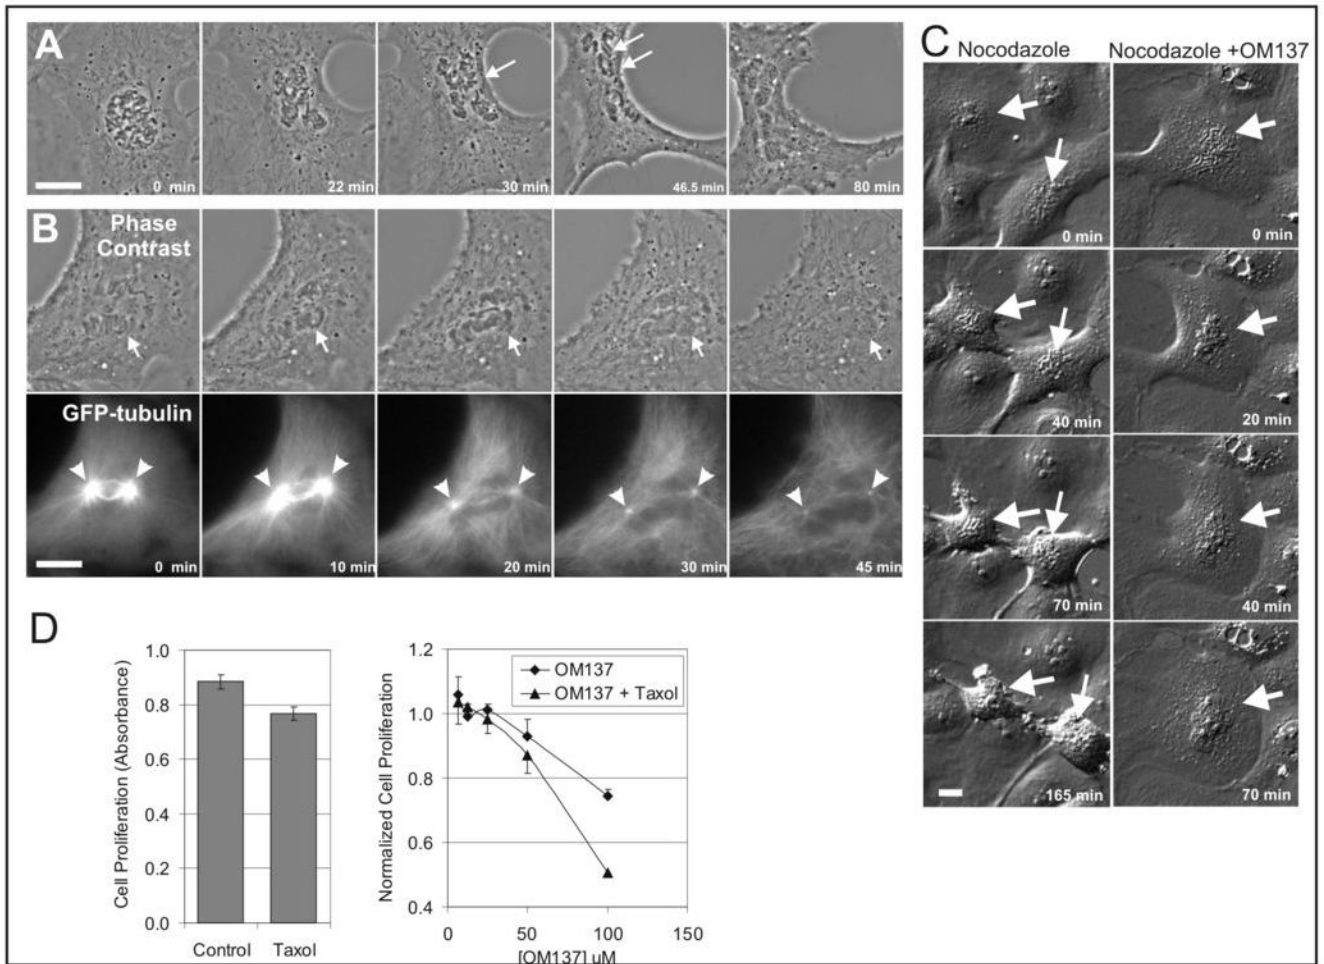 A
0 min
22 min
30 min
46.5 min
80 min
B
Phase
Contrast
GFP-tubulin
0 min
10 min
20 min
30 min
45 min
C
Nocodazole
Nocodazole +OM137
0 min
0 min
40 min
20 min
70 min
40 min
165 min
70 min
D
Cell Proliferation (Absorbance)
1.0
0.8
0.6
0.4
0.2
0.0
Control
Taxol
Normalized Cell Proliferation
1.2
1.0
0.8
0.6
0.4
OM137
OM137 + Taxol
0
50
100
150
[OM137] uM